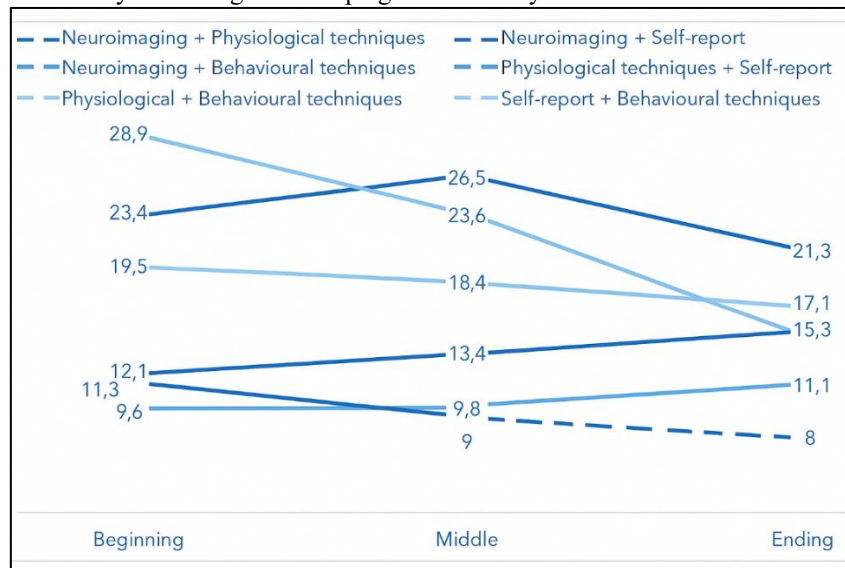 Neuroimaging + Physiological techniques
Neuroimaging + Self-report
Neuroimaging + Behavioural techniques
Physiological techniques + Self-report
Physiological + Behavioural techniques
Self-report + Behavioural techniques
28,9
26,5
23,4
23,6
21,3
19,5
18,4
17,1
15,3
12,1
13,4
11,3
11,1
9,6
9,8
9
8
Beginning
Middle
Ending